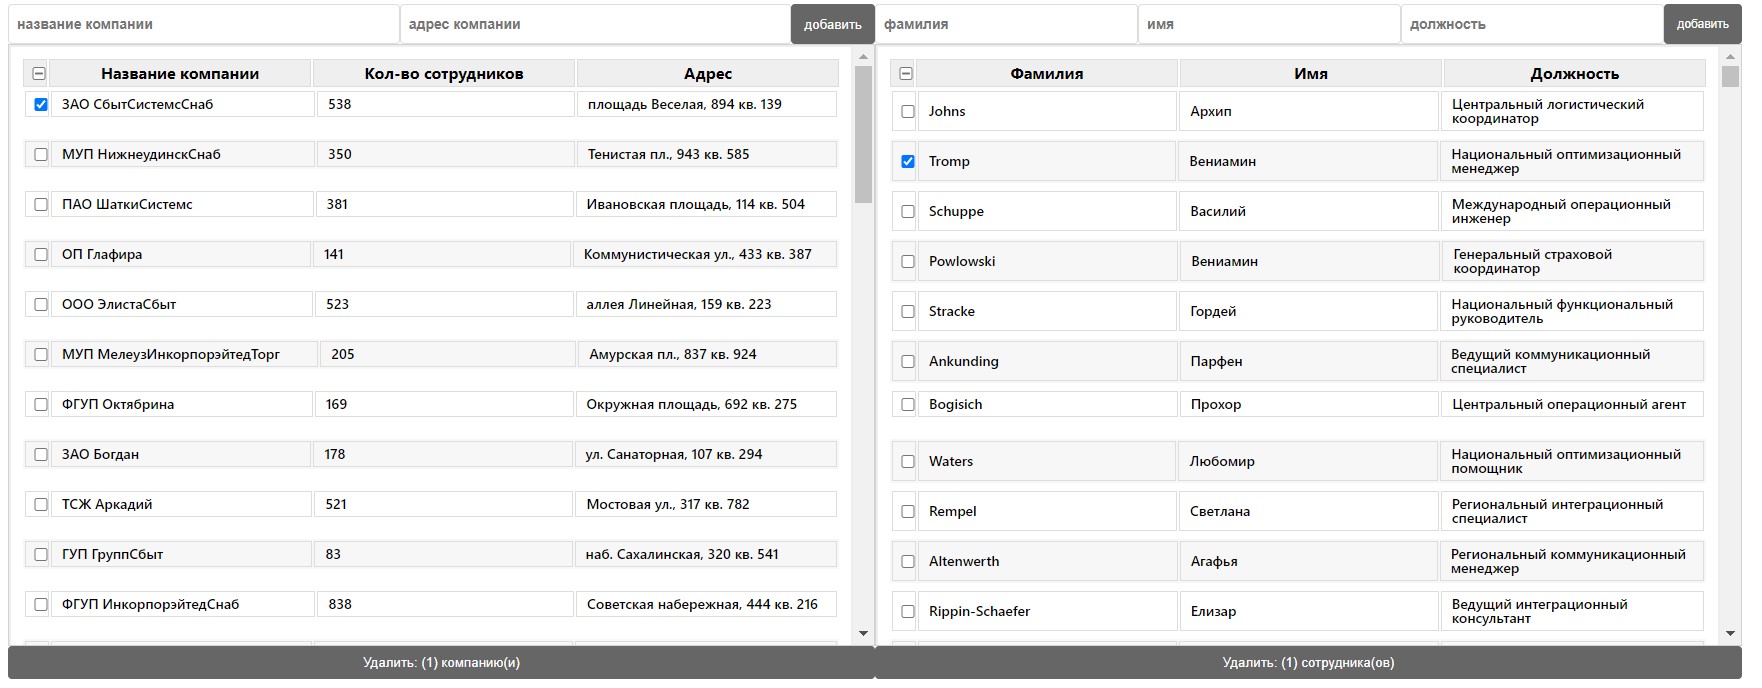 название компании адрес компании добавить
Название компании Кол-во сотрудников Адрес
ЗАО СбытСистемсСнаб 538 площадь Веселая, 894 кв. 139
МУП НижнеудинскСнаб 350 Тенистая пл., 943 кв. 585
ПАО ШаткиСистемс 381 Ивановская площадь, 114 кв. 504
ОП Глафира 141 Коммунистическая ул., 433 кв. 387
ООО ЭлистаСбыт 523 аллея Линейная, 159 кв. 223
МУП МелеузИнкорпорэйтедТорг 205 Амурская пл., 837 кв. 924
ФГУП Октябрина 169 Окружная площадь, 692 кв. 275
ЗАО Богдан 178 ул. Санаторная, 107 кв. 294
ТСЖ Аркадий 521 Мостовая ул., 317 кв. 782
ГУП ГруппСбыт 83 наб. Сахалинская, 320 кв. 541
ФГУП ИнкорпорэйтедСнаб 838 Советская набережная, 444 кв. 216
Удалить: (1) компанию(и)
фамилия имя должность добавить
Фамилия Имя Должность
Johns Архип Центральный логистический
координатор
Tromp Вениамин Национальный оптимизационный
менеджер
Schuppe Василий Международный операционный
инженер
Powlowski Вениамин Генеральный страховой
координатор
Stracke Гордей Национальный функциональный
руководитель
Ankunding Парфен Ведущий коммуникационный
специалист
Bogisich Прохор Центральный операционный агент
Waters Любомир Национальный оптимизационный
помощник
Rempel Светлана Региональный интеграционный
специалист
Altenwerth Агафья Региональный коммуникационный
менеджер
Rippin-Schaefer Елизар Ведущий интеграционный
консультант
Удалить: (1) сотрудника(ов)